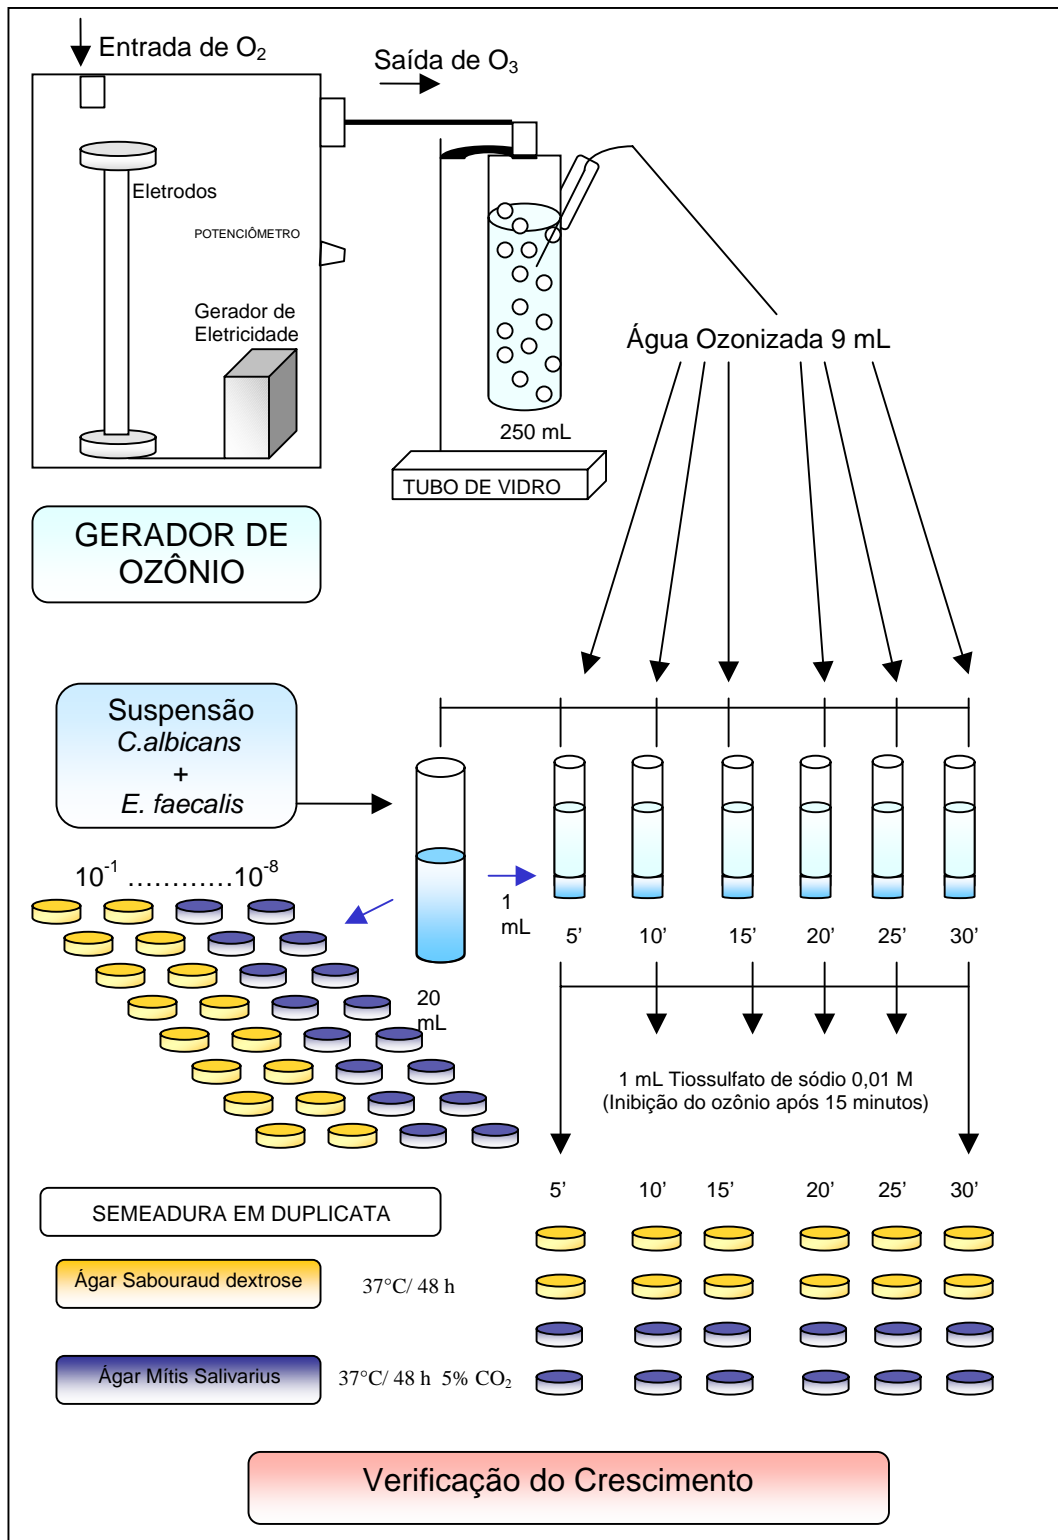 Entrada de O₂
Saída de O₃
Eletrodos
POTENCIÔMETRO
Gerador de
Eletricidade
250 mL
TUBO DE VIDRO
Água Ozonizada 9 mL
GERADOR DE
OZÔNIO
Suspensão
C.albicans
+
E. faecalis
10⁻¹ ............10⁻⁸
1
mL
20
mL
5’ 10’ 15’ 20’ 25’ 30’
1 mL Tiossulfato de sódio 0,01 M
(Inibição do ozônio após 15 minutos)
5’ 10’ 15’ 20’ 25’ 30’
SEMEADURA EM DUPLICATA
Ágar Sabouraud dextrose 37°C/ 48 h
Ágar Mítis Salivarius 37°C/ 48 h 5% CO₂
Verificação do Crescimento